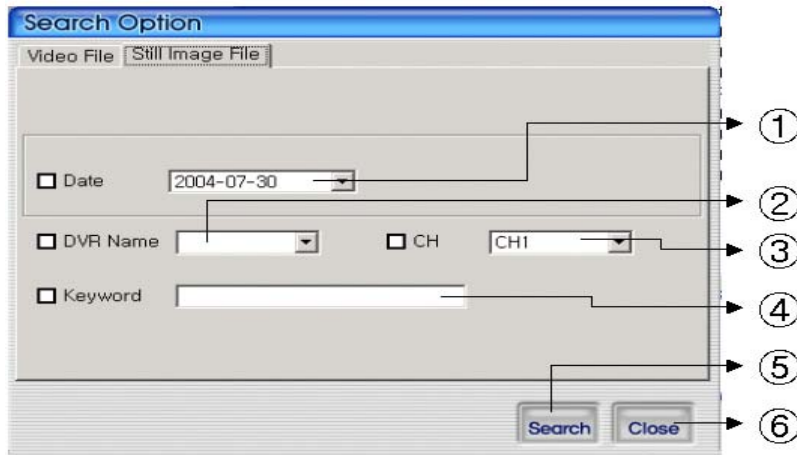 Search Option
Video File Still Image File
①
Date 2004-07-30
②
DVR Name CH CH1
③
Keyword
④
⑤
Search Close
⑥